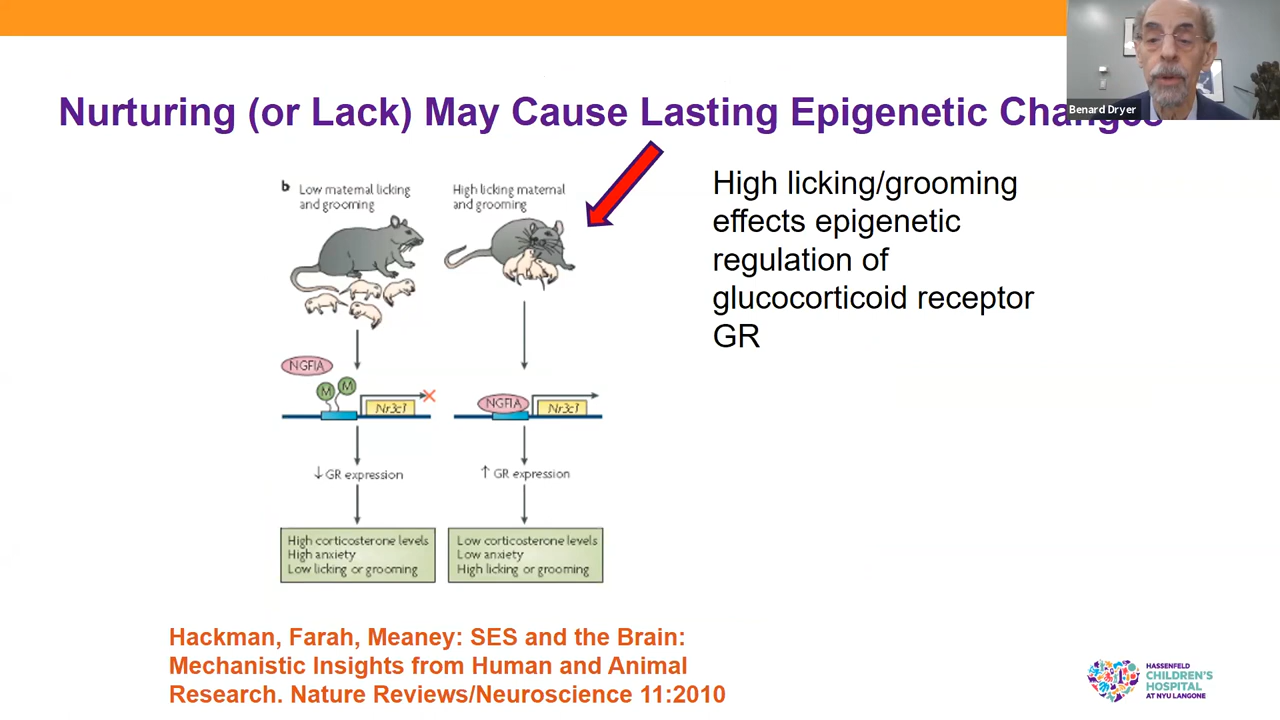 Benard Dryer
Nurturing (or Lack) May Cause Lasting Epigenetic Changes
b Low maternal licking
and grooming
High licking maternal
and grooming
High licking/grooming
effects epigenetic
regulation of
glucocorticoid receptor
GR
NGFIA
M M
Nr3c1
NGFIA
Nr3c1
↓ GR expression
↑ GR expression
High corticosterone levels
High anxiety
Low licking or grooming
Low corticosterone levels
Low anxiety
High licking or grooming
Hackman, Farah, Meaney: SES and the Brain:
Mechanistic Insights from Human and Animal
Research. Nature Reviews/Neuroscience 11:2010
HASSENFELD
CHILDREN'S
HOSPITAL
AT NYU LANGONE